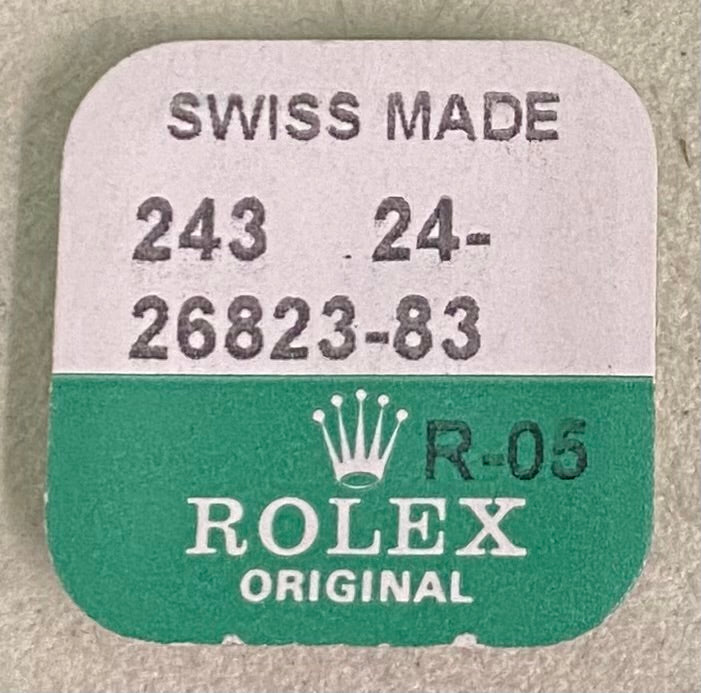 SWISS MADE
243 24-
26823-83
R-05
ROLEX
ORIGINAL